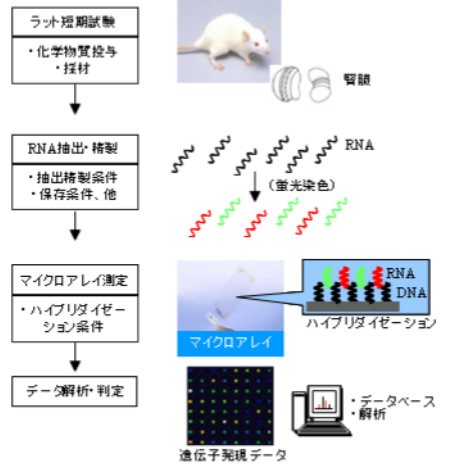 ラット短期試験
・化学物質投与
・採材
腎臓
RNA抽出・精製
・抽出精製条件
・保存条件、他
RNA
(蛍光染色)
マイクロアレイ測定
・ハイブリダイゼー
ション条件
マイクロアレイ
RNA
DNA
ハイブリダイゼーション
データ解析・判定
遺伝子発現データ
・データベース
・解析